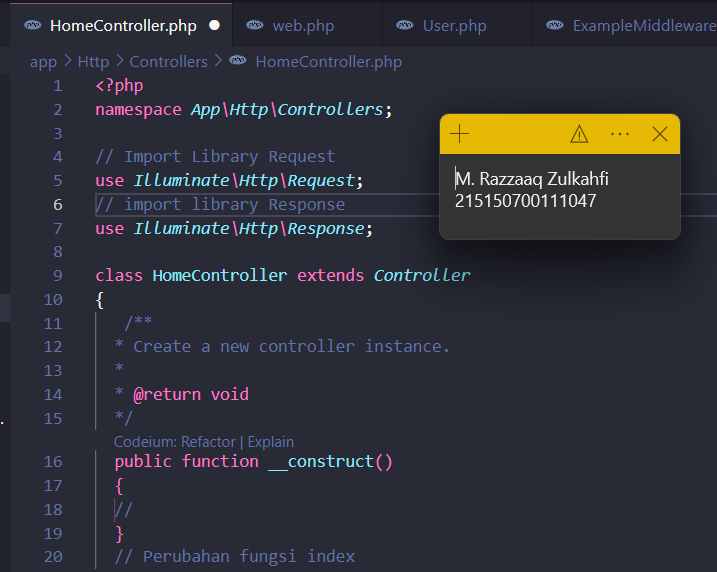 HomeController.php
web.php
User.php
ExampleMiddleware
app > Http > Controllers > HomeController.php
1 <?php
2 namespace App\Http\Controllers;
3
4 // Import Library Request
5 use Illuminate\Http\Request;
6 // import library Response
7 use Illuminate\Http\Response;
8
9 class HomeController extends Controller
10 {
11 /**
12 * Create a new controller instance.
13 *
14 * @return void
15 */
Codeium: Refactor | Explain
16 public function __construct()
17 {
18 //
19 }
20 // Perubahan fungsi index
M. Razzaaq Zulkahfi
215150700111047